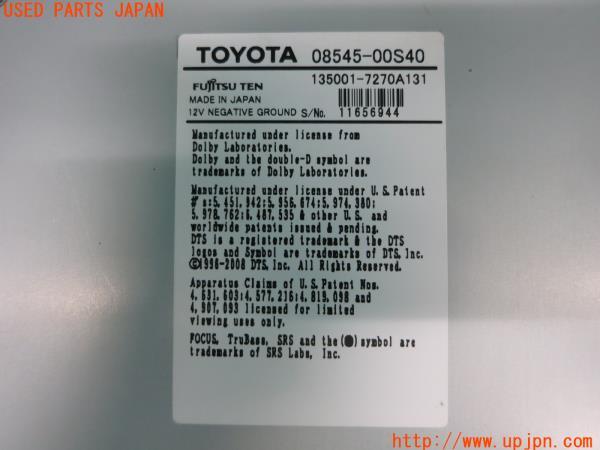 USED PARTS JAPAN
TOYOTA 08545-00S40
FUJITSU TEN 135001-7270A131
MADE IN JAPAN
12V NEGATIVE GROUND S/No. 11656944
Manufactured under license from
Dolby Laboratories.
Dolby and the double-D symbol are
trademarks of Dolby Laboratories.
Manufactured under license under U.S. Patent
#'s:5,451,942;5,956,674;5,974,380;
5,978,762;6,487,535 & other U.S. and
worldwide patents issued & pending.
DTS is a registered trademark & the DTS
logos and Symbol are trademarks of DTS, Inc.
©1996-2008 DTS, Inc. All Rights Reserved.
Apparatus Claims of U.S. Patent Nos.
4,631,603;4,577,216;4,819,098 and
4,907,093 licensed for limited
viewing uses only.
FOCUS, TruBass, SRS and the (●) symbol are
trademarks of SRS Labs, Inc.
http://www.upjpn.com/